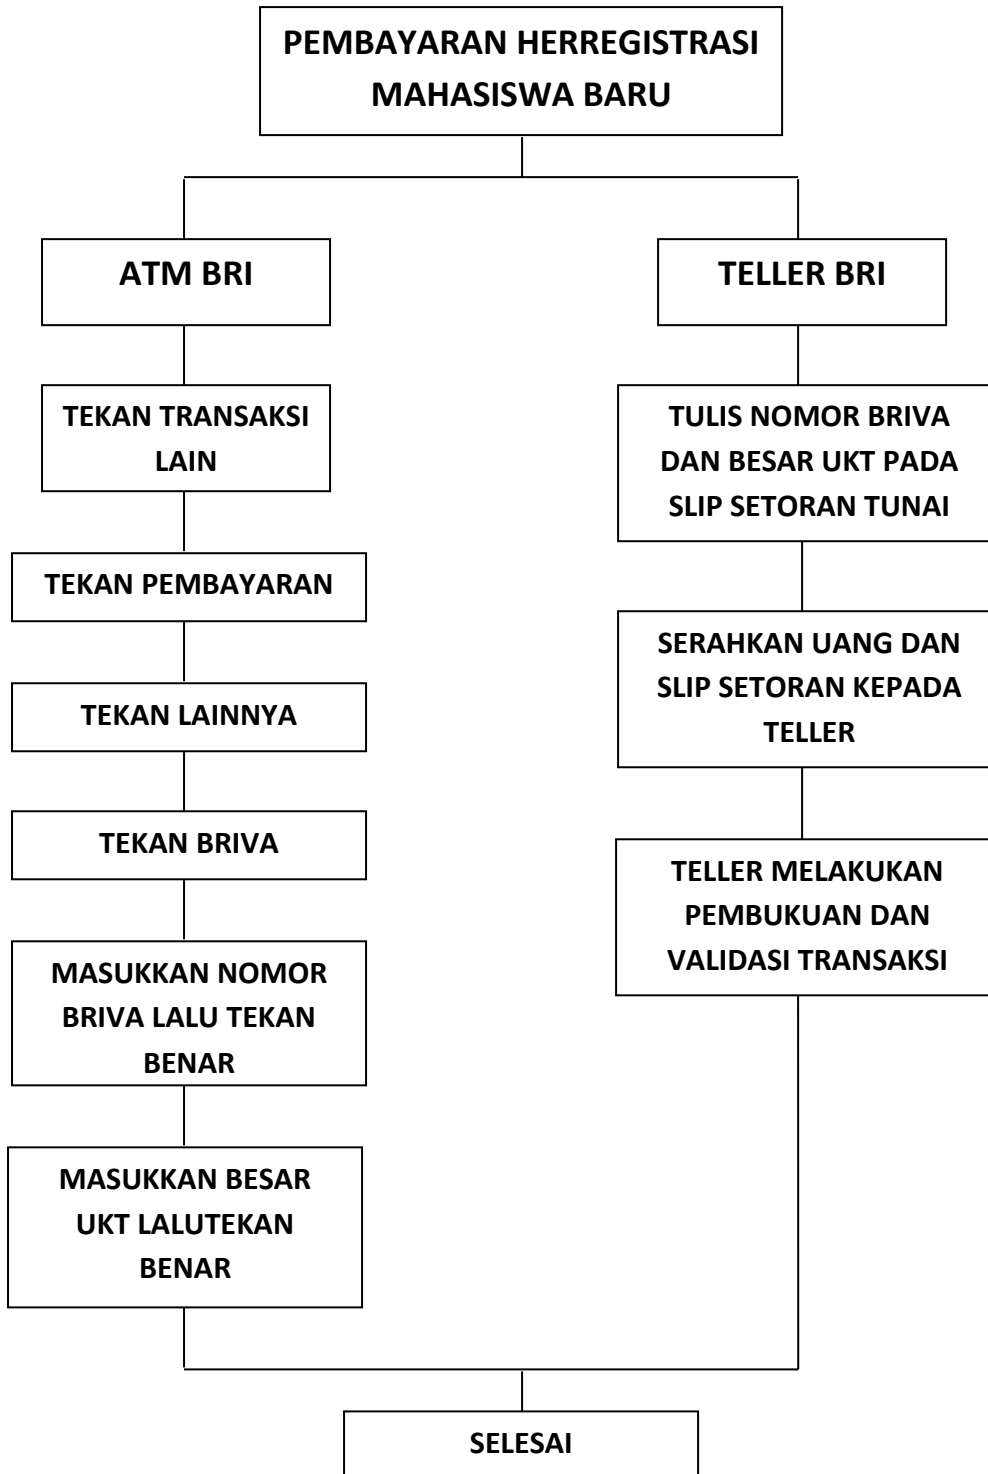 PEMBAYARAN HERREGISTRASI
MAHASISWA BARU
ATM BRI
TEKAN TRANSAKSI
LAIN
TEKAN PEMBAYARAN
TEKAN LAINNYA
TEKAN BRIVA
MASUKKAN NOMOR
BRIVA LALU TEKAN
BENAR
MASUKKAN BESAR
UKT LALUTEKAN
BENAR
TELLER BRI
TULIS NOMOR BRIVA
DAN BESAR UKT PADA
SLIP SETORAN TUNAI
SERAHKAN UANG DAN
SLIP SETORAN KEPADA
TELLER
TELLER MELAKUKAN
PEMBUKUAN DAN
VALIDASI TRANSAKSI
SELESAI